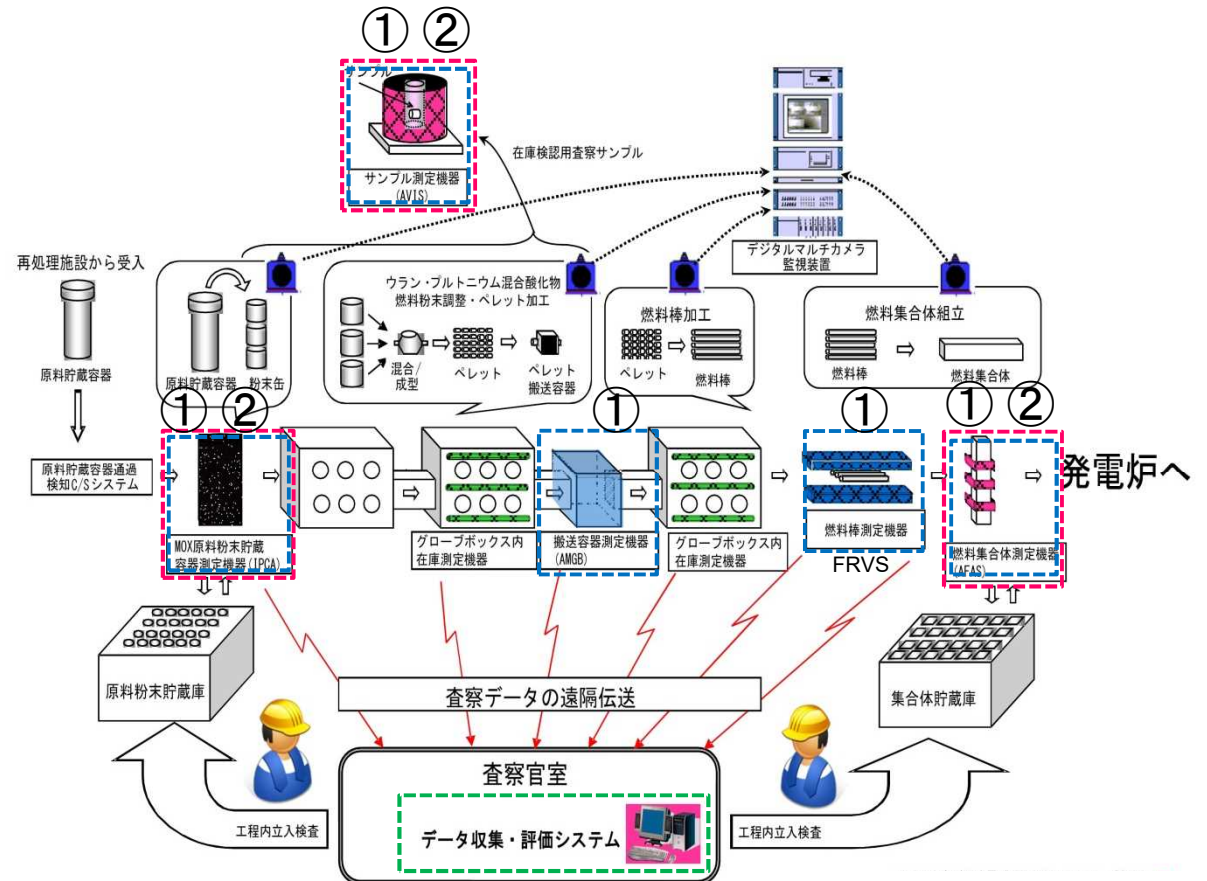 ① ②
サンプル
サンプル測定機器
(AVIS)
在庫検認用査察サンプル
デジタルマルチカメラ
監視装置
再処理施設から受入
原料貯蔵容器
原料貯蔵容器 粉末缶
ウラン・プルトニウム混合酸化物
燃料粉末調整・ペレット加工
混合/
成型
ペレット
ペレット
搬送容器
燃料棒加工
ペレット
燃料棒
燃料集合体組立
燃料棒
燃料集合体
① ②
①
①
① ②
原料貯蔵容器通過
検知C/Sシステム
MOX原料粉末貯蔵
容器測定機器(IPCA)
グローブボックス内
在庫測定機器
搬送容器測定機器
(AMGB)
グローブボックス内
在庫測定機器
燃料棒測定機器
FRVS
燃料集合体測定機器
(AFAS)
発電炉へ
原料粉末貯蔵庫
査察データの遠隔伝送
集合体貯蔵庫
査察官室
データ収集・評価システム
工程内立入検査
工程内立入検査